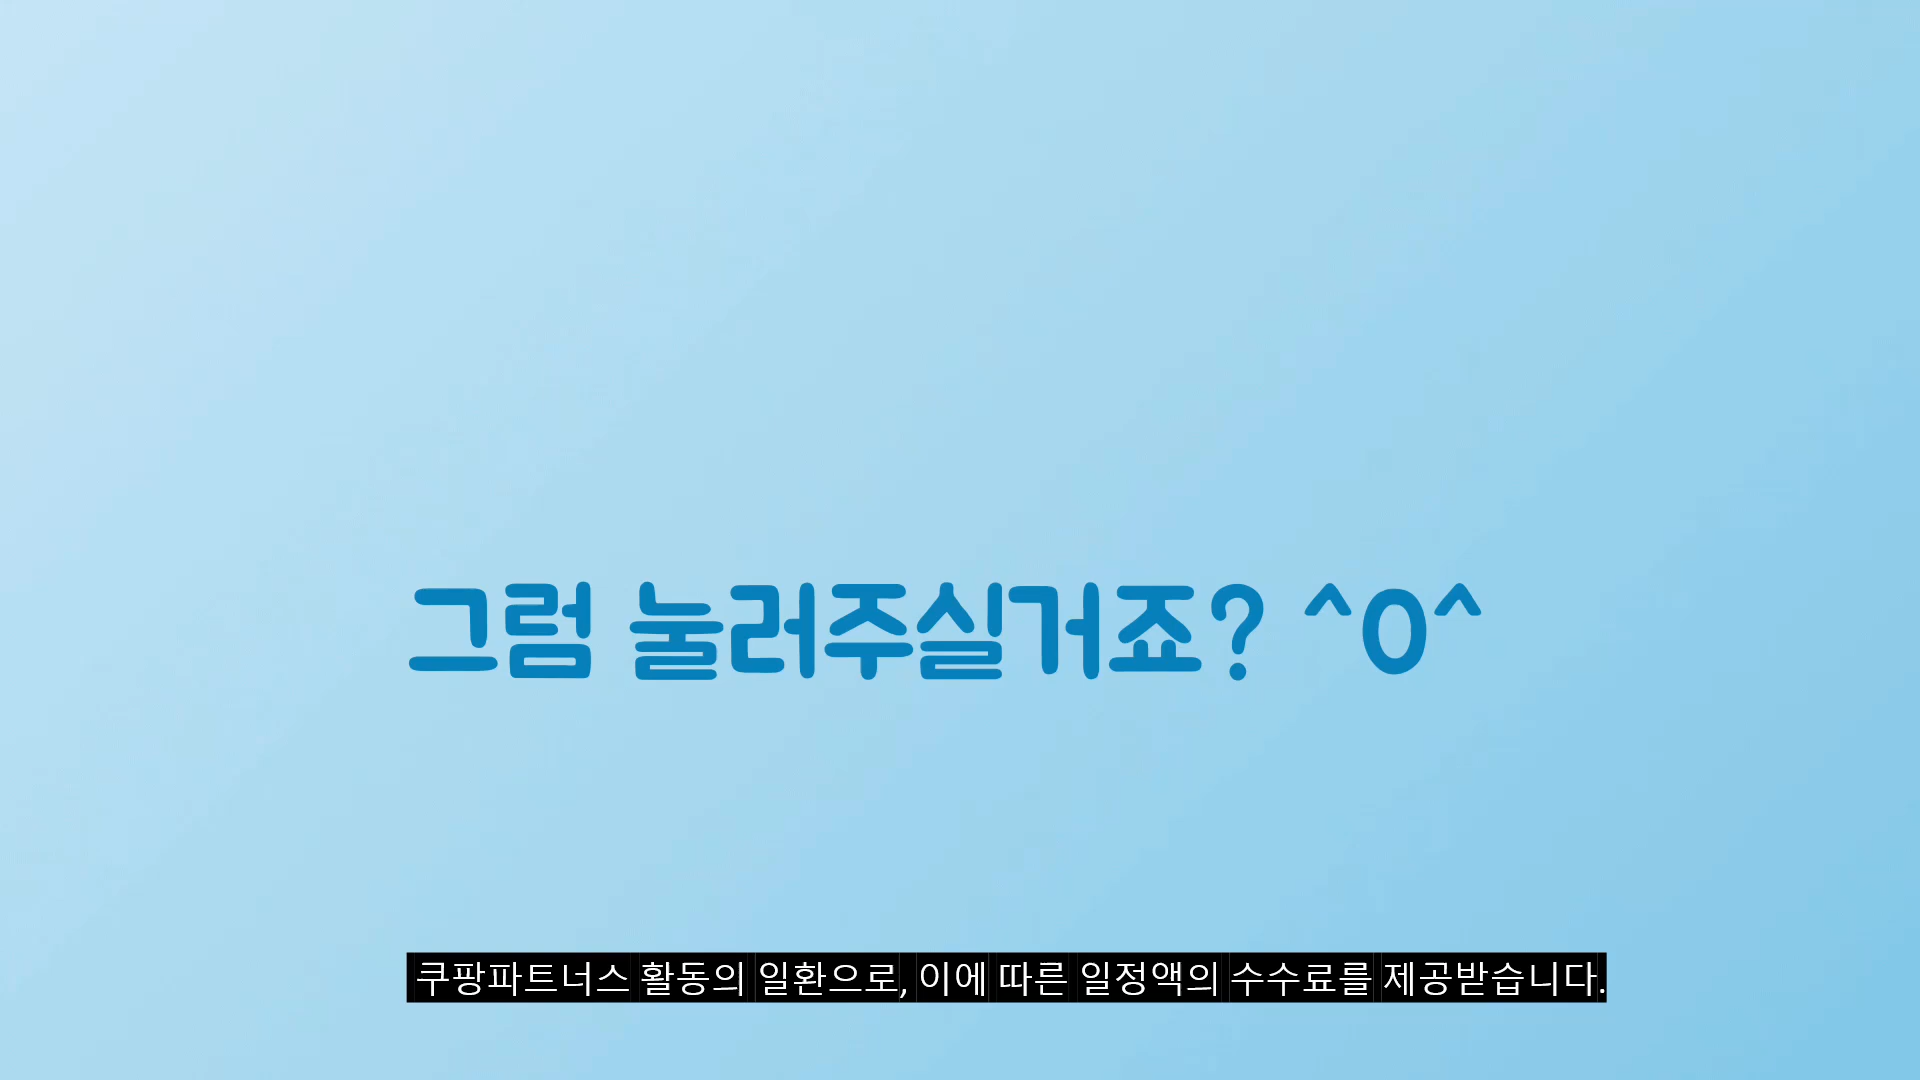 그럼 눌러주실거죠? ^0^
쿠팡파트너스 활동의 일환으로, 이에 따른 일정액의 수수료를 제공받습니다.